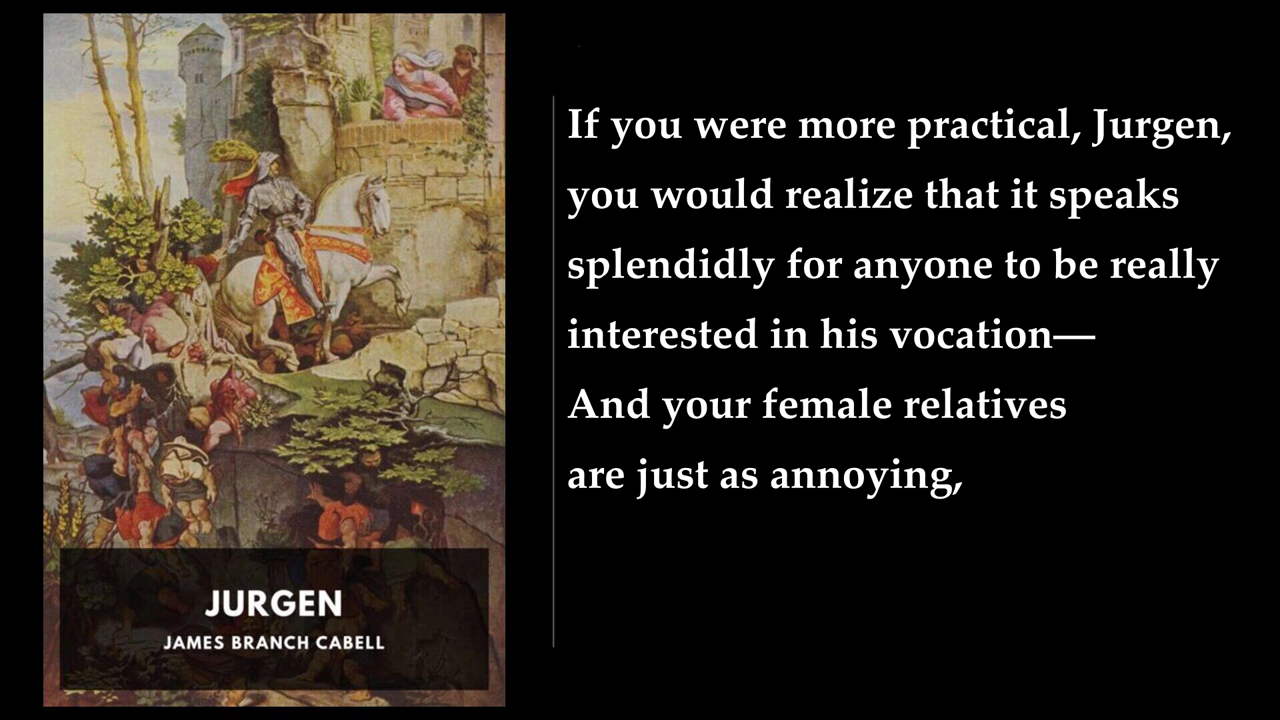 If you were more practical, Jurgen,
you would realize that it speaks
splendidly for anyone to be really
interested in his vocation—
And your female relatives
are just as annoying,
JURGEN
JAMES BRANCH CABELL